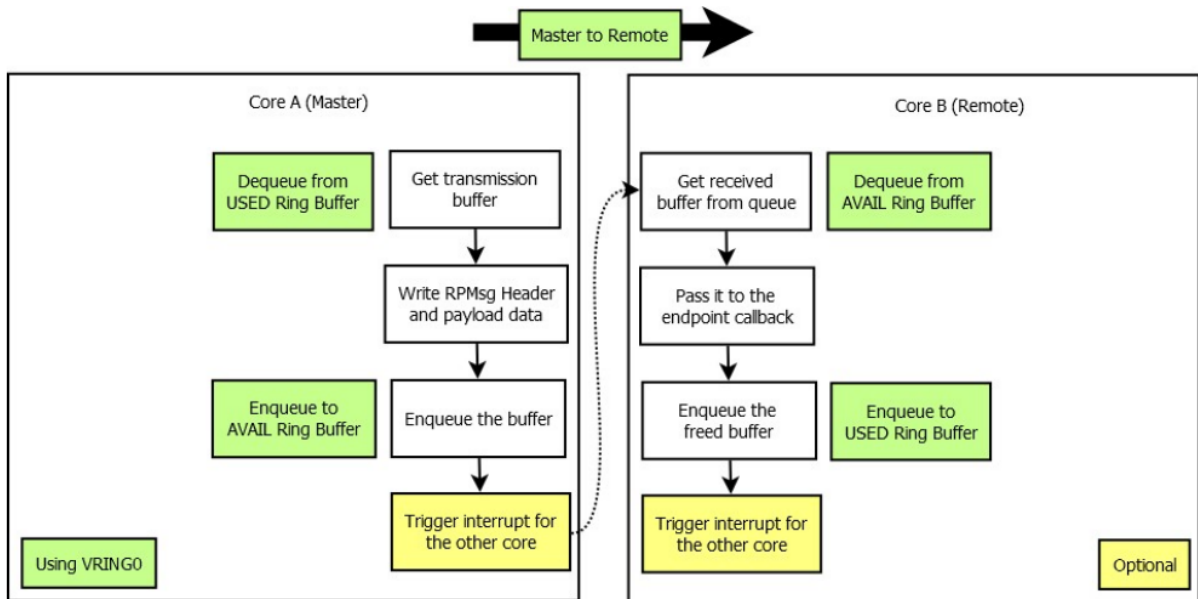 Master to Remote
Core A (Master)
Dequeue from
USED Ring Buffer
Get transmission
buffer
Write RPMsg Header
and payload data
Enqueue to
AVAIL Ring Buffer
Enqueue the buffer
Trigger interrupt for
the other core
Using VRING0
Core B (Remote)
Get received
buffer from queue
Dequeue from
AVAIL Ring Buffer
Pass it to the
endpoint callback
Enqueue the
freed buffer
Enqueue to
USED Ring Buffer
Trigger interrupt for
the other core
Optional